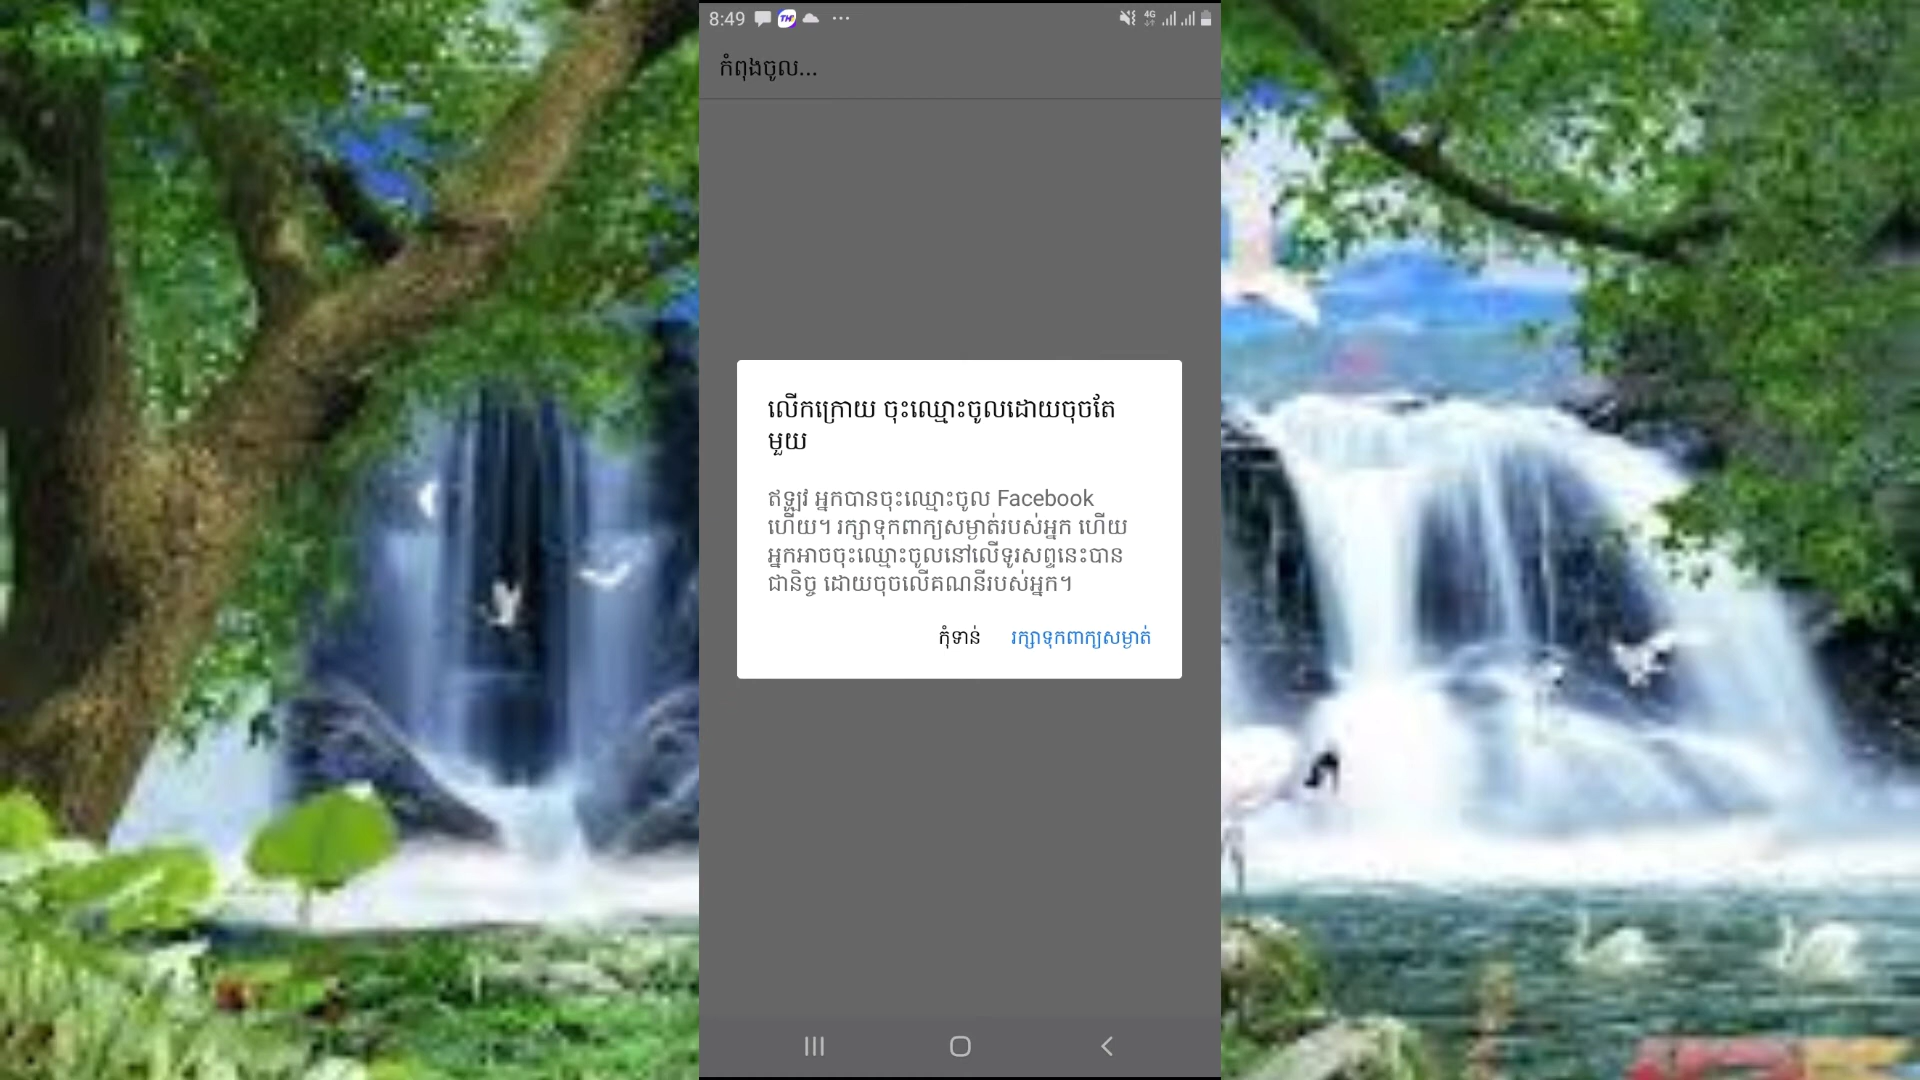 8:49
4G
កំពុងចូល...
លើកក្រោយ ចុះឈ្មោះចូលដោយចុចតែ
មួយ
ឥឡូវ អ្នកបានចុះឈ្មោះចូល Facebook
ហើយ។ រក្សាទុកពាក្យសម្ងាត់របស់អ្នក ហើយ
អ្នកអាចចុះឈ្មោះចូលនៅលើទូរសព្ទនេះបាន
ជានិច្ច ដោយចុចលើគណនីរបស់អ្នក។
កុំទាន់ រក្សាទុកពាក្យសម្ងាត់